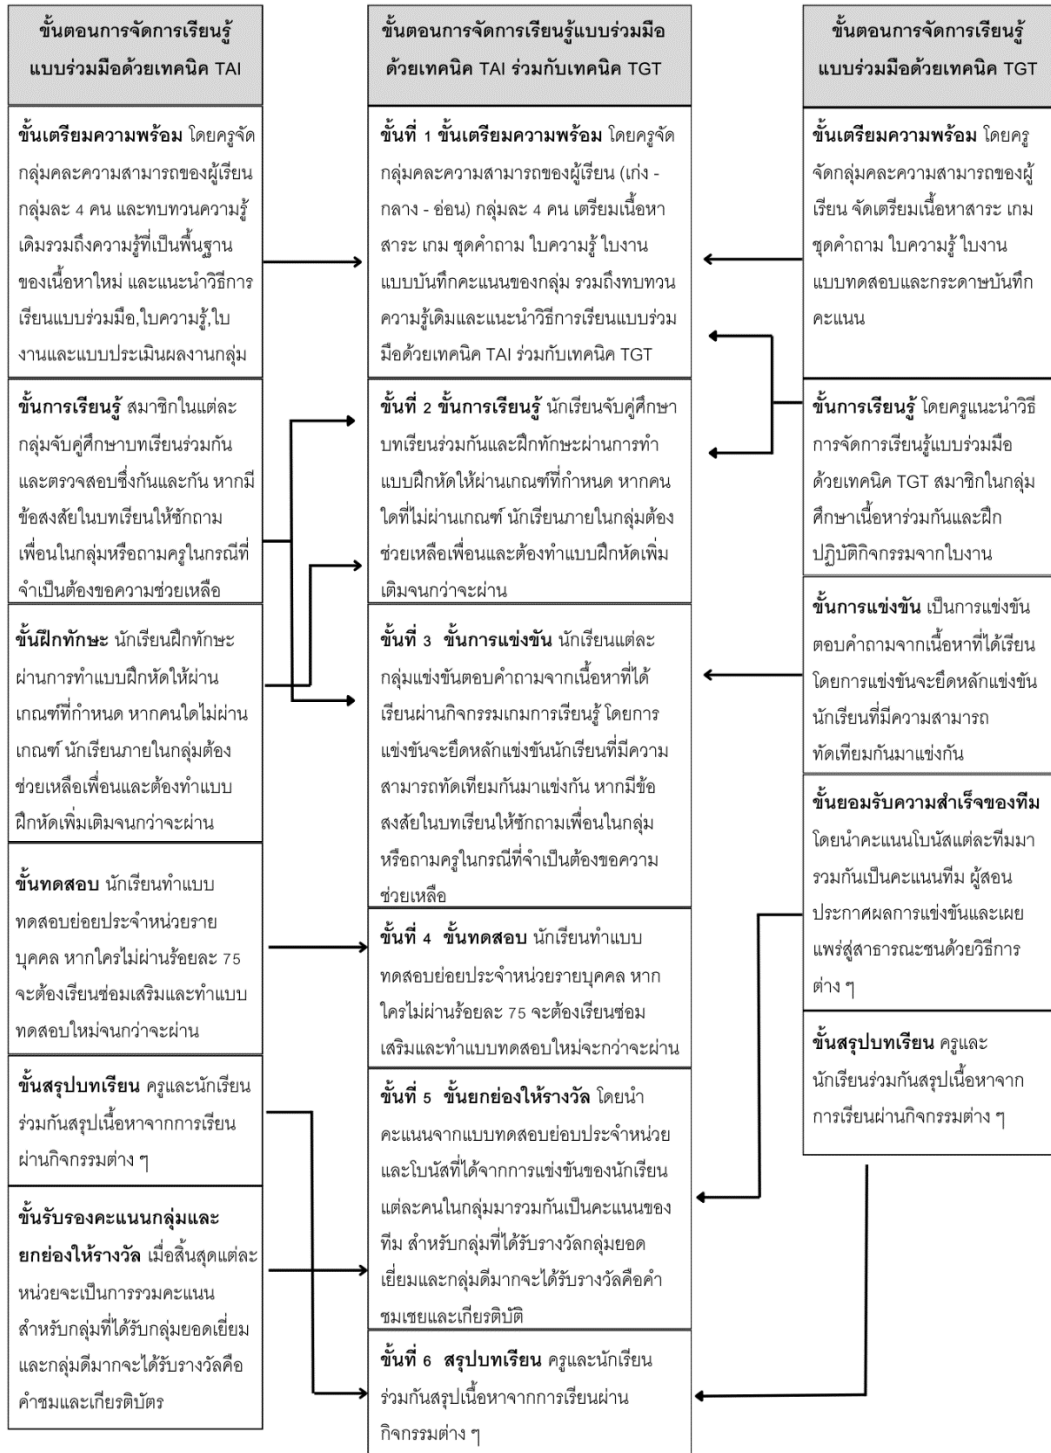 ขั้นตอนการจัดการเรียนรู้
แบบร่วมมือด้วยเทคนิค TAI
ขั้นเตรียมความพร้อม โดยครูจัด
กลุ่มคละความสามารถของผู้เรียน
กลุ่มละ 4 คน และทบทวนความรู้
เดิมรวมถึงความรู้ที่เป็นพื้นฐาน
ของเนื้อหาใหม่ และแนะนำวิธีการ
เรียนแบบร่วมมือ,ใบความรู้,ใบ
งานและแบบประเมินผลงานกลุ่ม
ขั้นการเรียนรู้ สมาชิกในแต่ละ
กลุ่มจับคู่ศึกษาบทเรียนร่วมกัน
และตรวจสอบซึ่งกันและกัน หากมี
ข้อสงสัยในบทเรียนให้ซักถาม
เพื่อนในกลุ่มหรือถามครูในกรณีที่
จำเป็นต้องขอความช่วยเหลือ
ขั้นฝึกทักษะ นักเรียนฝึกทักษะ
ผ่านการทำแบบฝึกหัดให้ผ่าน
เกณฑ์ที่กำหนด หากคนใดไม่ผ่าน
เกณฑ์ นักเรียนภายในกลุ่มต้อง
ช่วยเหลือเพื่อนและต้องทำแบบ
ฝึกหัดเพิ่มเติมจนกว่าจะผ่าน
ขั้นทดสอบ นักเรียนทำแบบ
ทดสอบย่อยประจำหน่วยราย
บุคคล หากใครไม่ผ่านร้อยละ 75
จะต้องเรียนซ่อมเสริมและทำแบบ
ทดสอบใหม่จนกว่าจะผ่าน
ขั้นสรุปบทเรียน ครูและนักเรียน
ร่วมกันสรุปเนื้อหาจากการเรียน
ผ่านกิจกรรมต่าง ๆ
ขั้นรับรองคะแนนกลุ่มและ
ยกย่องให้รางวัล เมื่อสิ้นสุดแต่ละ
หน่วยจะเป็นการรวมคะแนน
สำหรับกลุ่มที่ได้รับกลุ่มยอดเยี่ยม
และกลุ่มดีมากจะได้รับรางวัลคือ
คำชมและเกียรติบัตร
ขั้นตอนการจัดการเรียนรู้แบบร่วมมือ
ด้วยเทคนิค TAI ร่วมกับเทคนิค TGT
ขั้นที่ 1 ขั้นเตรียมความพร้อม โดยครูจัด
กลุ่มคละความสามารถของผู้เรียน (เก่ง -
กลาง - อ่อน) กลุ่มละ 4 คน เตรียมเนื้อหา
สาระ เกม ชุดคำถาม ใบความรู้ ใบงาน
แบบบันทึกคะแนนของกลุ่ม รวมถึงทบทวน
ความรู้เดิมและแนะนำวิธีการเรียนแบบร่วม
มือด้วยเทคนิค TAI ร่วมกับเทคนิค TGT
ขั้นที่ 2 ขั้นการเรียนรู้ นักเรียนจับคู่ศึกษา
บทเรียนร่วมกันและฝึกทักษะผ่านการทำ
แบบฝึกหัดให้ผ่านเกณฑ์ที่กำหนด หากคน
ใดที่ไม่ผ่านเกณฑ์ นักเรียนภายในกลุ่มต้อง
ช่วยเหลือเพื่อนและต้องทำแบบฝึกหัดเพิ่ม
เติมจนกว่าจะผ่าน
ขั้นที่ 3 ขั้นการแข่งขัน นักเรียนแต่ละ
กลุ่มแข่งขันตอบคำถามจากเนื้อหาที่ได้
เรียนผ่านกิจกรรมเกมการเรียนรู้ โดยการ
แข่งขันจะยึดหลักแข่งขันนักเรียนที่มีความ
สามารถทัดเทียมกันมาแข่งกัน หากมีข้อ
สงสัยในบทเรียนให้ซักถามเพื่อนในกลุ่ม
หรือถามครูในกรณีที่จำเป็นต้องขอความ
ช่วยเหลือ
ขั้นที่ 4 ขั้นทดสอบ นักเรียนทำแบบ
ทดสอบย่อยประจำหน่วยรายบุคคล หาก
ใครไม่ผ่านร้อยละ 75 จะต้องเรียนซ่อม
เสริมและทำแบบทดสอบใหม่จะกว่าจะผ่าน
ขั้นที่ 5 ขั้นยกย่องให้รางวัล โดยนำ
คะแนนจากแบบทดสอบย่อบประจำหน่วย
และโบนัสที่ได้จากการแข่งขันของนักเรียน
แต่ละคนในกลุ่มมารวมกันเป็นคะแนนของ
ทีม สำหรับกลุ่มที่ได้รับรางวัลกลุ่มยอด
เยี่ยมและกลุ่มดีมากจะได้รับรางวัลคือคำ
ชมเชยและเกียรติบัติ
ขั้นที่ 6 สรุปบทเรียน ครูและนักเรียน
ร่วมกันสรุปเนื้อหาจากการเรียนผ่าน
กิจกรรมต่าง ๆ
ขั้นตอนการจัดการเรียนรู้
แบบร่วมมือด้วยเทคนิค TGT
ขั้นเตรียมความพร้อม โดยครู
จัดกลุ่มคละความสามารถของผู้
เรียน จัดเตรียมเนื้อหาสาระ เกม
ชุดคำถาม ใบความรู้ ใบงาน
แบบทดสอบและกระดาษบันทึก
คะแนน
ขั้นการเรียนรู้ โดยครูแนะนำวิธี
การจัดการเรียนรู้แบบร่วมมือ
ด้วยเทคนิค TGT สมาชิกในกลุ่ม
ศึกษาเนื้อหาร่วมกันและฝึก
ปฏิบัติกิจกรรมจากใบงาน
ขั้นการแข่งขัน เป็นการแข่งขัน
ตอบคำถามจากเนื้อหาที่ได้เรียน
โดยการแข่งขันจะยึดหลักแข่งขัน
นักเรียนที่มีความสามารถ
ทัดเทียมกันมาแข่งกัน
ขั้นยอมรับความสำเร็จของทีม
โดยนำคะแนนโบนัสแต่ละทีมมา
รวมกันเป็นคะแนนทีม ผู้สอน
ประกาศผลการแข่งขันและเผย
แพร่สู่สาธารณะชนด้วยวิธีการ
ต่าง ๆ
ขั้นสรุปบทเรียน ครูและ
นักเรียนร่วมกันสรุปเนื้อหาจาก
การเรียนผ่านกิจกรรมต่าง ๆ